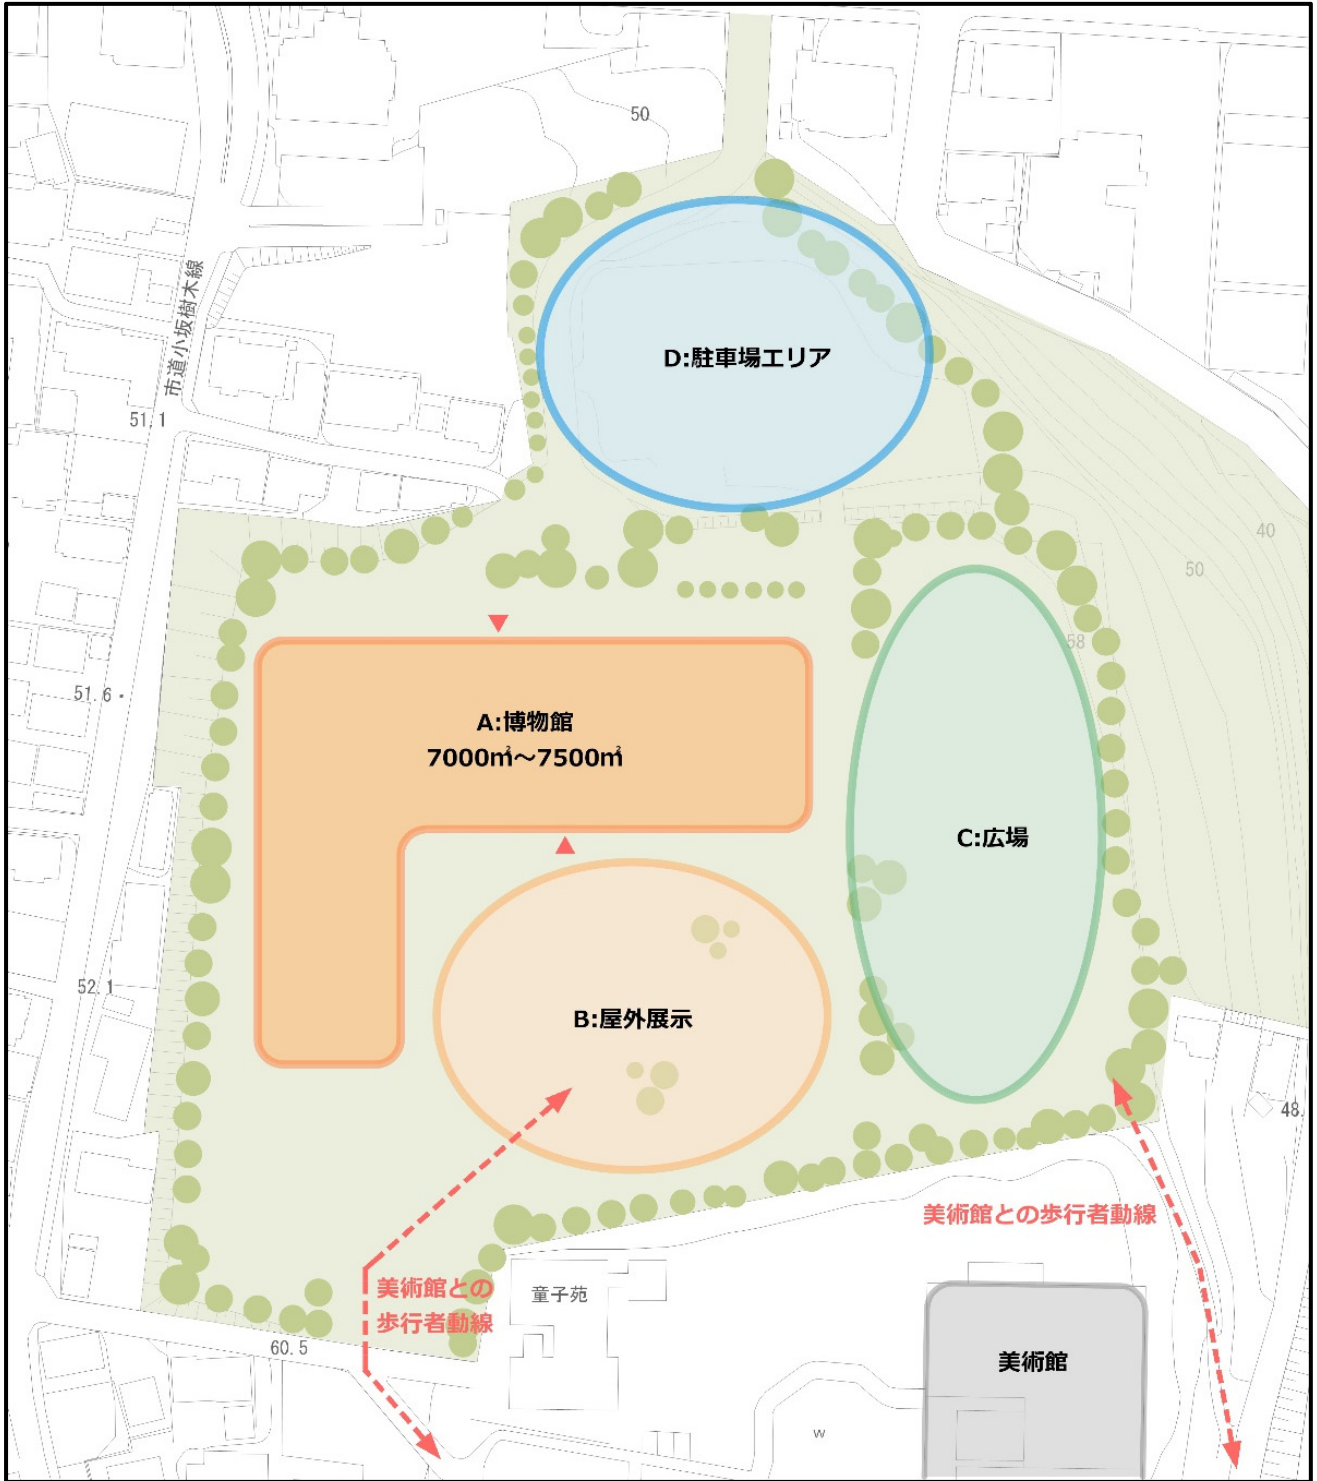 50
D:駐車場エリア
市道小坂樹木線
51.1
40
50
58
51.6
A:博物館
7000㎡～7500㎡
C:広場
52.1
B:屋外展示
48.
美術館との歩行者動線
美術館との
歩行者動線
童子苑
60.5
美術館
w